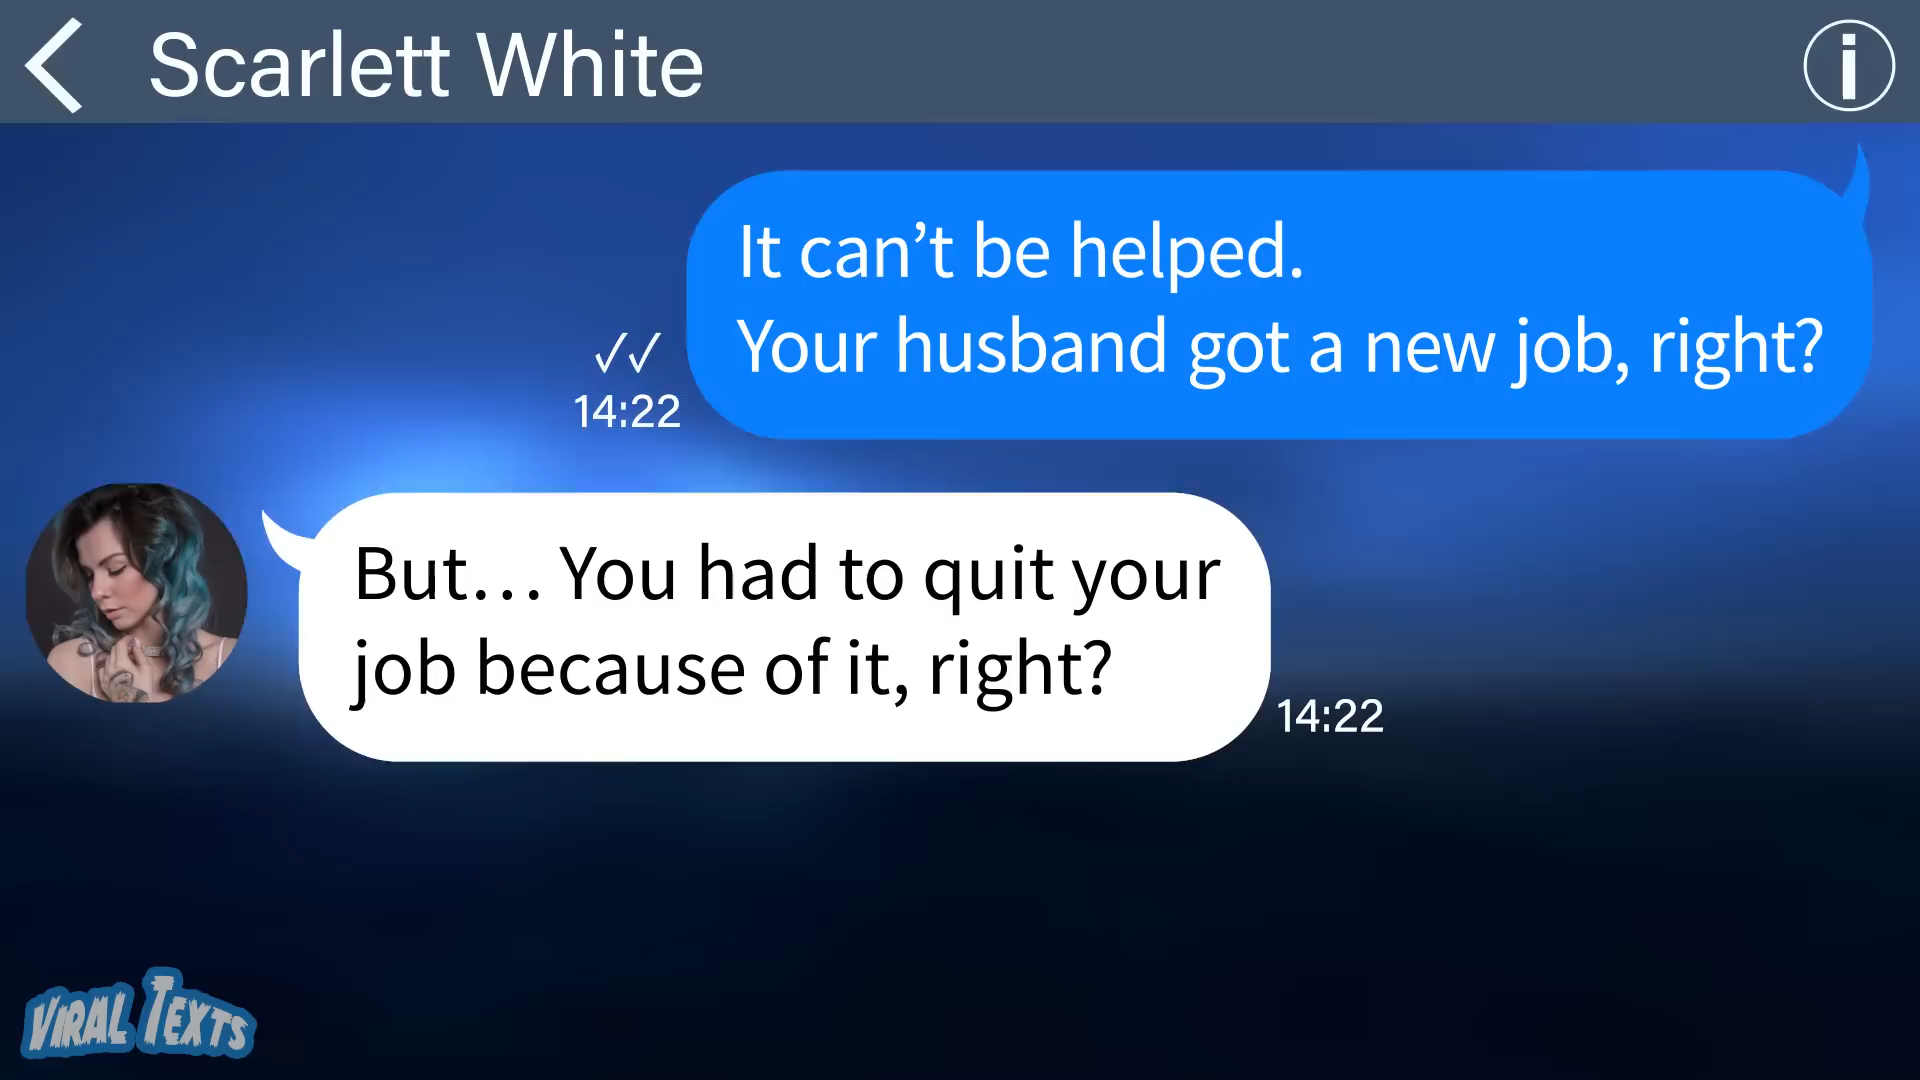 Scarlett White
It can’t be helped.
Your husband got a new job, right?
✓✓
14:22
But… You had to quit your
job because of it, right?
14:22
VIRAL TEXTS